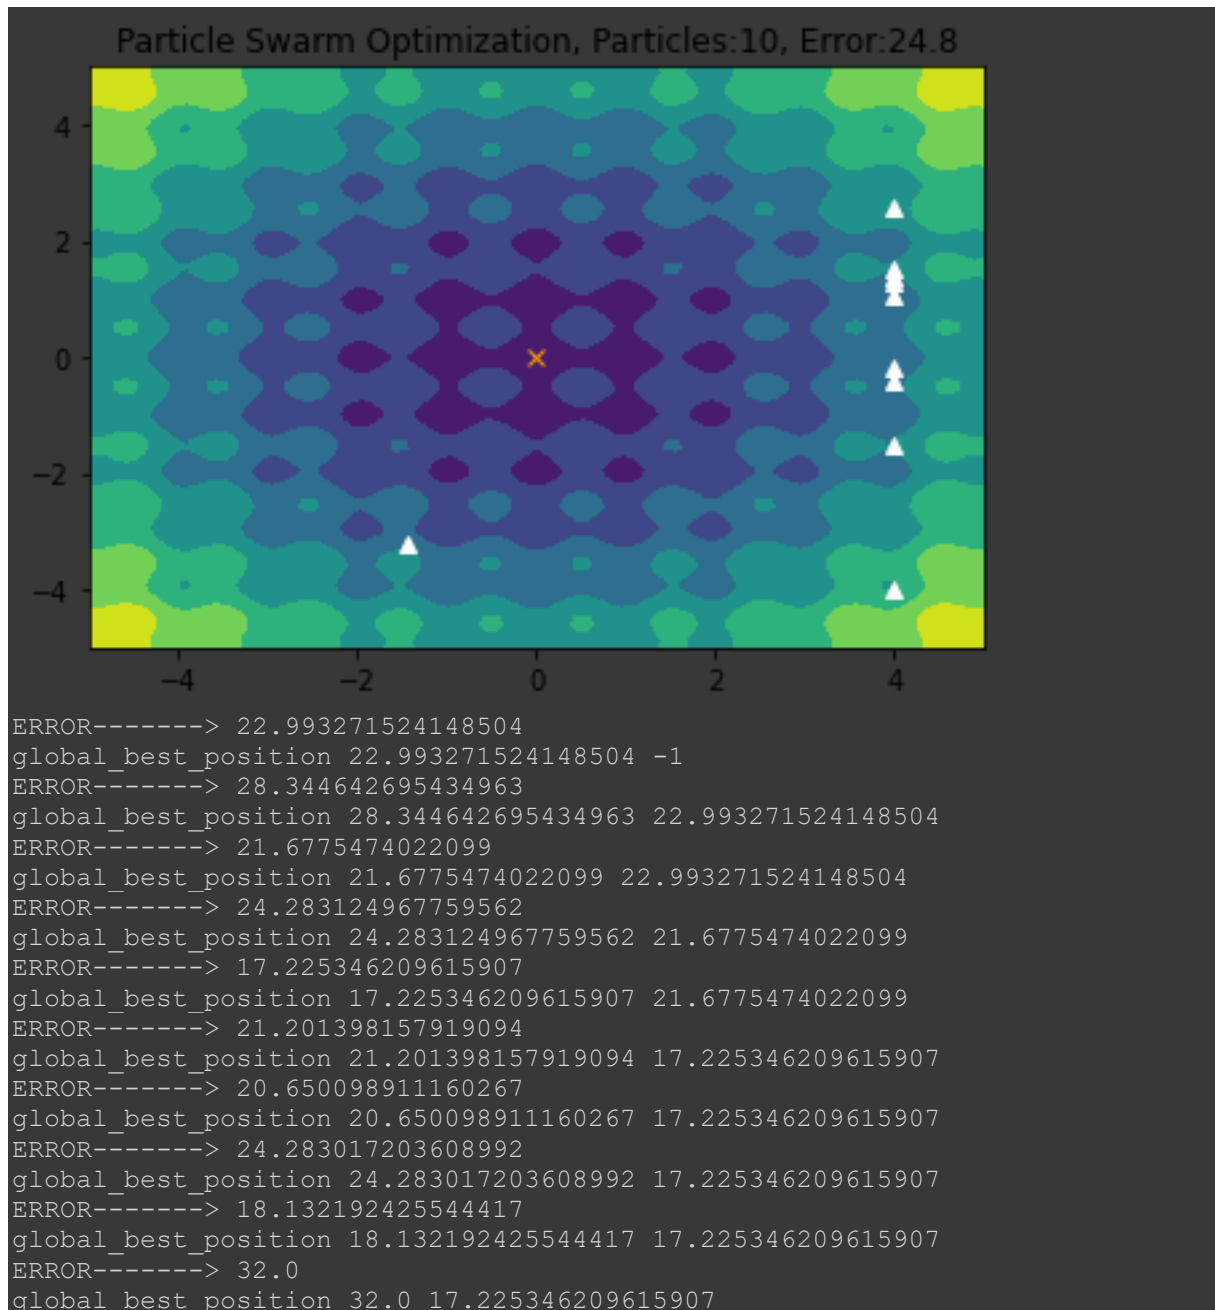 Particle Swarm Optimization, Particles:10, Error:24.8
4
2
0
−2
−4
−4
−2
0
2
4
ERROR-------> 22.993271524148504
global_best_position 22.993271524148504 -1
ERROR-------> 28.344642695434963
global_best_position 28.344642695434963 22.993271524148504
ERROR-------> 21.6775474022099
global_best_position 21.6775474022099 22.993271524148504
ERROR-------> 24.283124967759562
global_best_position 24.283124967759562 21.6775474022099
ERROR-------> 17.225346209615907
global_best_position 17.225346209615907 21.6775474022099
ERROR-------> 21.201398157919094
global_best_position 21.201398157919094 17.225346209615907
ERROR-------> 20.650098911160267
global_best_position 20.650098911160267 17.225346209615907
ERROR-------> 24.283017203608992
global_best_position 24.283017203608992 17.225346209615907
ERROR-------> 18.132192425544417
global_best_position 18.132192425544417 17.225346209615907
ERROR-------> 32.0
global_best_position 32.0 17.225346209615907